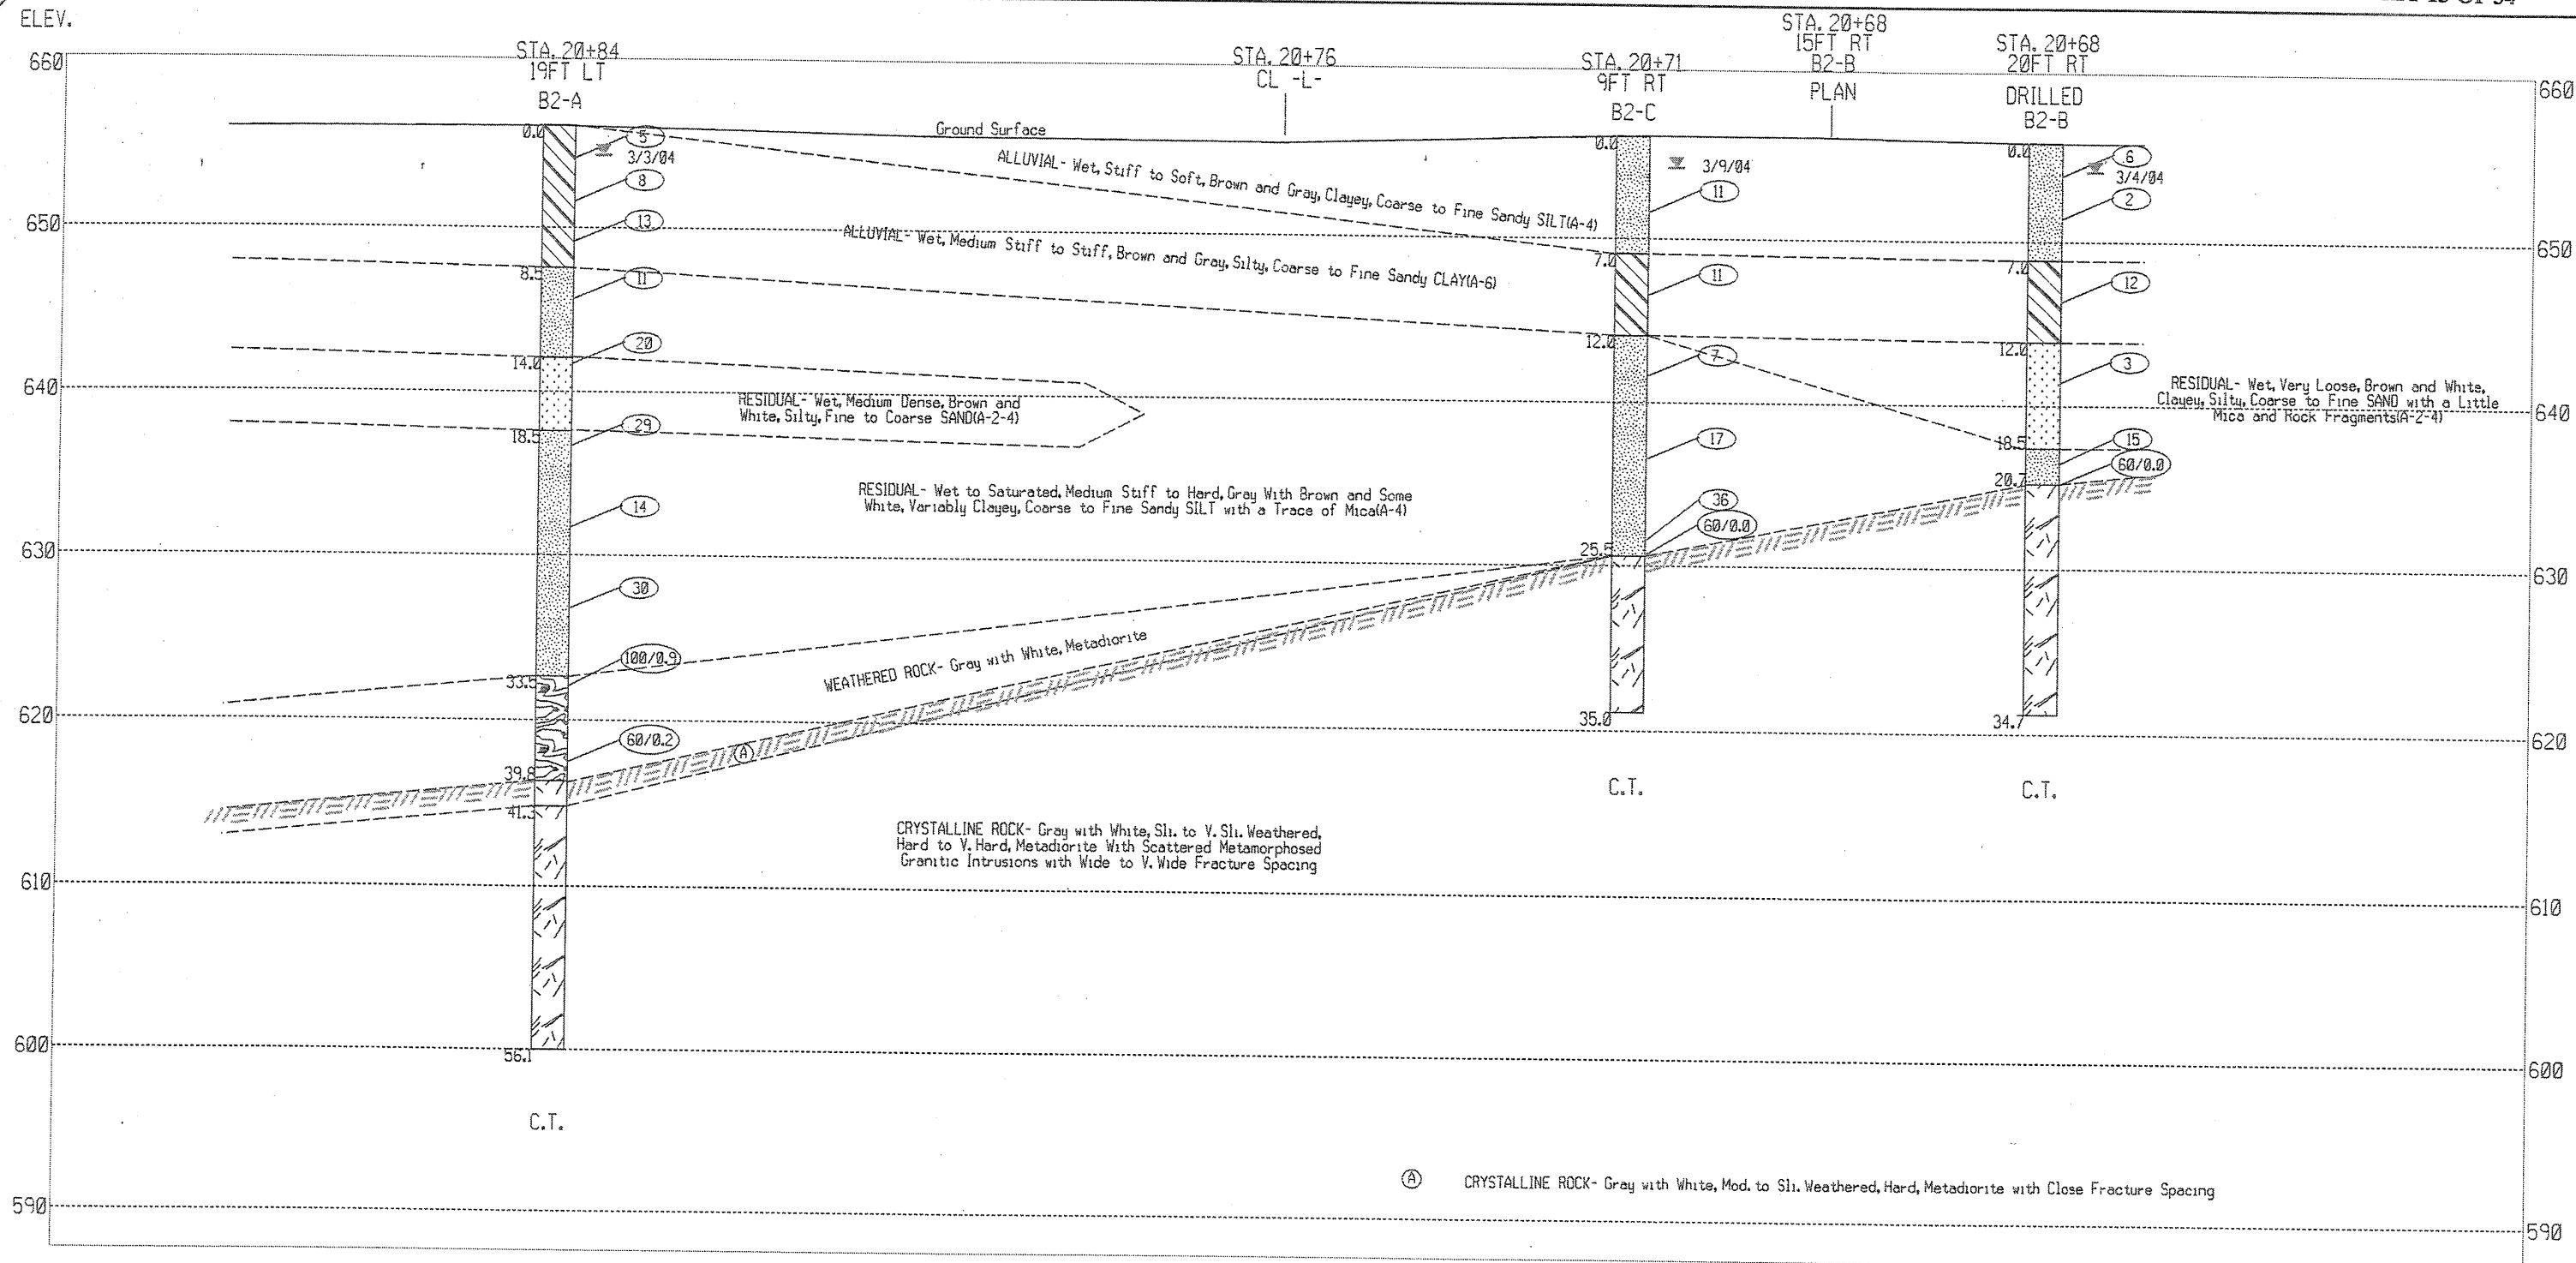 ELEV.
STA. 20+84
19FT LT
B2-A
STA. 20+76
CL -L-
STA. 20+71
9FT RT
B2-C
STA. 20+68
15FT RT
B2-B
PLAN
STA. 20+68
20FT RT
DRILLED
B2-B
660
660
650
650
640
640
630
630
620
620
610
610
600
600
590
590
Ground Surface
ALLUVIAL- Wet, Stiff to Soft, Brown and Gray, Clayey, Coarse to Fine Sandy SILT(A-4)
ALLUVIAL- Wet, Medium Stiff to Stiff, Brown and Gray, Silty, Coarse to Fine Sandy CLAY(A-6)
RESIDUAL- Wet, Medium Dense, Brown and
White, Silty, Fine to Coarse SAND(A-2-4)
RESIDUAL- Wet to Saturated, Medium Stiff to Hard, Gray With Brown and Some
White, Variably Clayey, Coarse to Fine Sandy SILT with a Trace of Mica(A-4)
WEATHERED ROCK- Gray with White, Metadiorite
CRYSTALLINE ROCK- Gray with White, Sli. to V. Sli. Weathered,
Hard to V. Hard, Metadiorite With Scattered Metamorphosed
Granitic Intrusions with Wide to V. Wide Fracture Spacing
RESIDUAL- Wet, Very Loose, Brown and White,
Clayey, Silty, Coarse to Fine SAND with a Little
Mica and Rock Fragments(A-2-4)
0.0
5
3/3/04
8
13
8.5
11
20
14.0
29
18.5
14
30
100/0.9
33.5
60/0.2
39.8
41.3
56.1
C.T.
A
0.0
3/9/04
11
7.0
11
12.0
7
17
36
60/0.0
25.5
35.0
C.T.
0.0
6
3/4/04
2
7.0
12
12.0
3
18.5
15
60/0.0
20.7
34.7
C.T.
A CRYSTALLINE ROCK- Gray with White, Mod. to Sli. Weathered, Hard, Metadiorite with Close Fracture Spacing